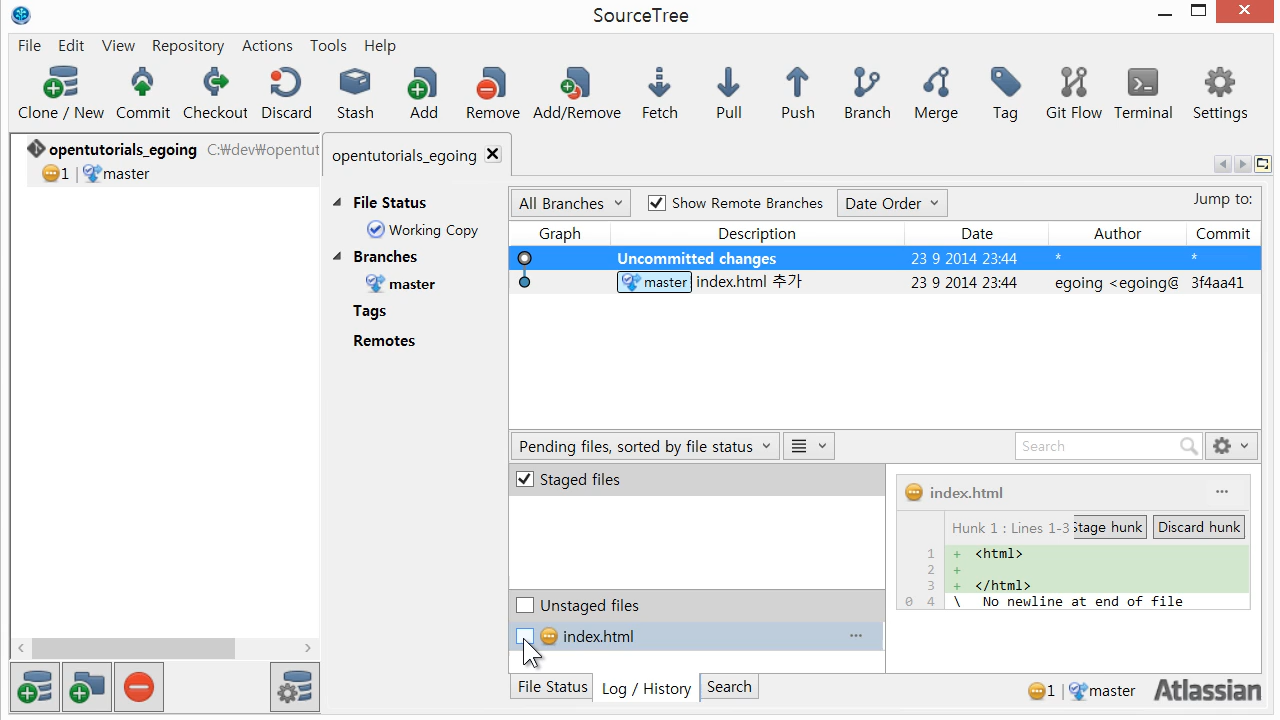 SourceTree
File Edit View Repository Actions Tools Help
Clone / New Commit Checkout Discard Stash Add Remove Add/Remove Fetch Pull Push Branch Merge Tag Git Flow Terminal Settings
opentutorials_egoing C:₩dev₩opentut
1 | master
opentutorials_egoing
File Status
Working Copy
Branches
master
Tags
Remotes
All Branches Show Remote Branches Date Order Jump to:
Graph Description Date Author Commit
Uncommitted changes 23 9 2014 23:44 * *
master index.html 추가 23 9 2014 23:44 egoing <egoing@ 3f4aa41
Pending files, sorted by file status Search
Staged files
Unstaged files
index.html ...
index.html ...
Hunk 1 : Lines 1-3 Stage hunk Discard hunk
1 + <html>
2 +
3 + </html>
0 4 \ No newline at end of file
File Status Log / History Search
1 | master Atlassian